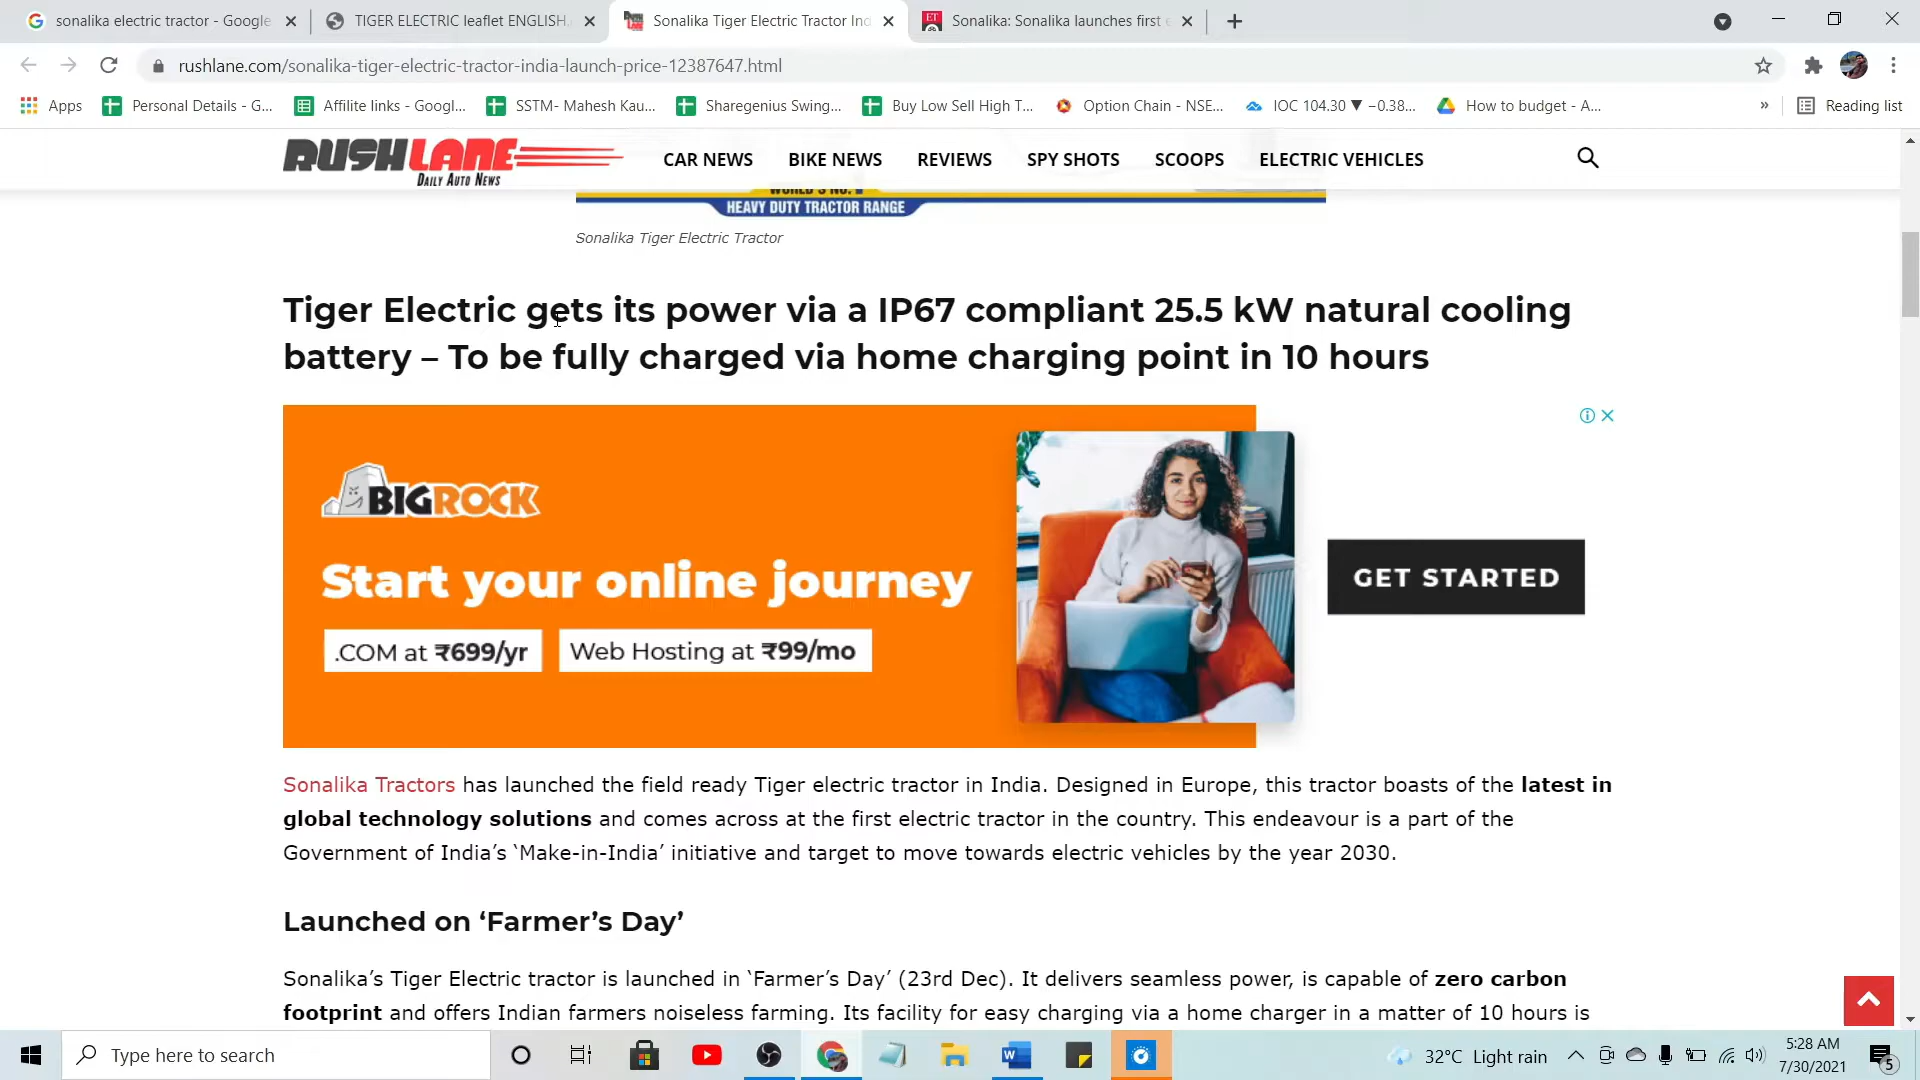 sonalika electric tractor - Google
TIGER ELECTRIC leaflet ENGLISH.
Sonalika Tiger Electric Tractor Ind
ET
Sonalika: Sonalika launches first e
rushlane.com/sonalika-tiger-electric-tractor-india-launch-price-12387647.html
Apps
Personal Details - G...
Affilite links - Googl...
SSTM- Mahesh Kau...
Sharegenius Swing...
Buy Low Sell High T...
Option Chain - NSE...
IOC 104.30 ▼ −0.38...
How to budget - A...
»
Reading list
RUSHLANE
DAILY AUTO NEWS
CAR NEWS
BIKE NEWS
REVIEWS
SPY SHOTS
SCOOPS
ELECTRIC VEHICLES
WORLD'S NO. 1
HEAVY DUTY TRACTOR RANGE
Sonalika Tiger Electric Tractor
Tiger Electric gets its power via a IP67 compliant 25.5 kW natural cooling
battery – To be fully charged via home charging point in 10 hours
BIGROCK
Start your online journey
.COM at ₹699/yr
Web Hosting at ₹99/mo
GET STARTED
Sonalika Tractors has launched the field ready Tiger electric tractor in India. Designed in Europe, this tractor boasts of the latest in
global technology solutions and comes across at the first electric tractor in the country. This endeavour is a part of the
Government of India’s ‘Make-in-India’ initiative and target to move towards electric vehicles by the year 2030.
Launched on ‘Farmer’s Day’
Sonalika’s Tiger Electric tractor is launched in ‘Farmer’s Day’ (23rd Dec). It delivers seamless power, is capable of zero carbon
footprint and offers Indian farmers noiseless farming. Its facility for easy charging via a home charger in a matter of 10 hours is
Type here to search
32°C Light rain
5:28 AM
7/30/2021
5